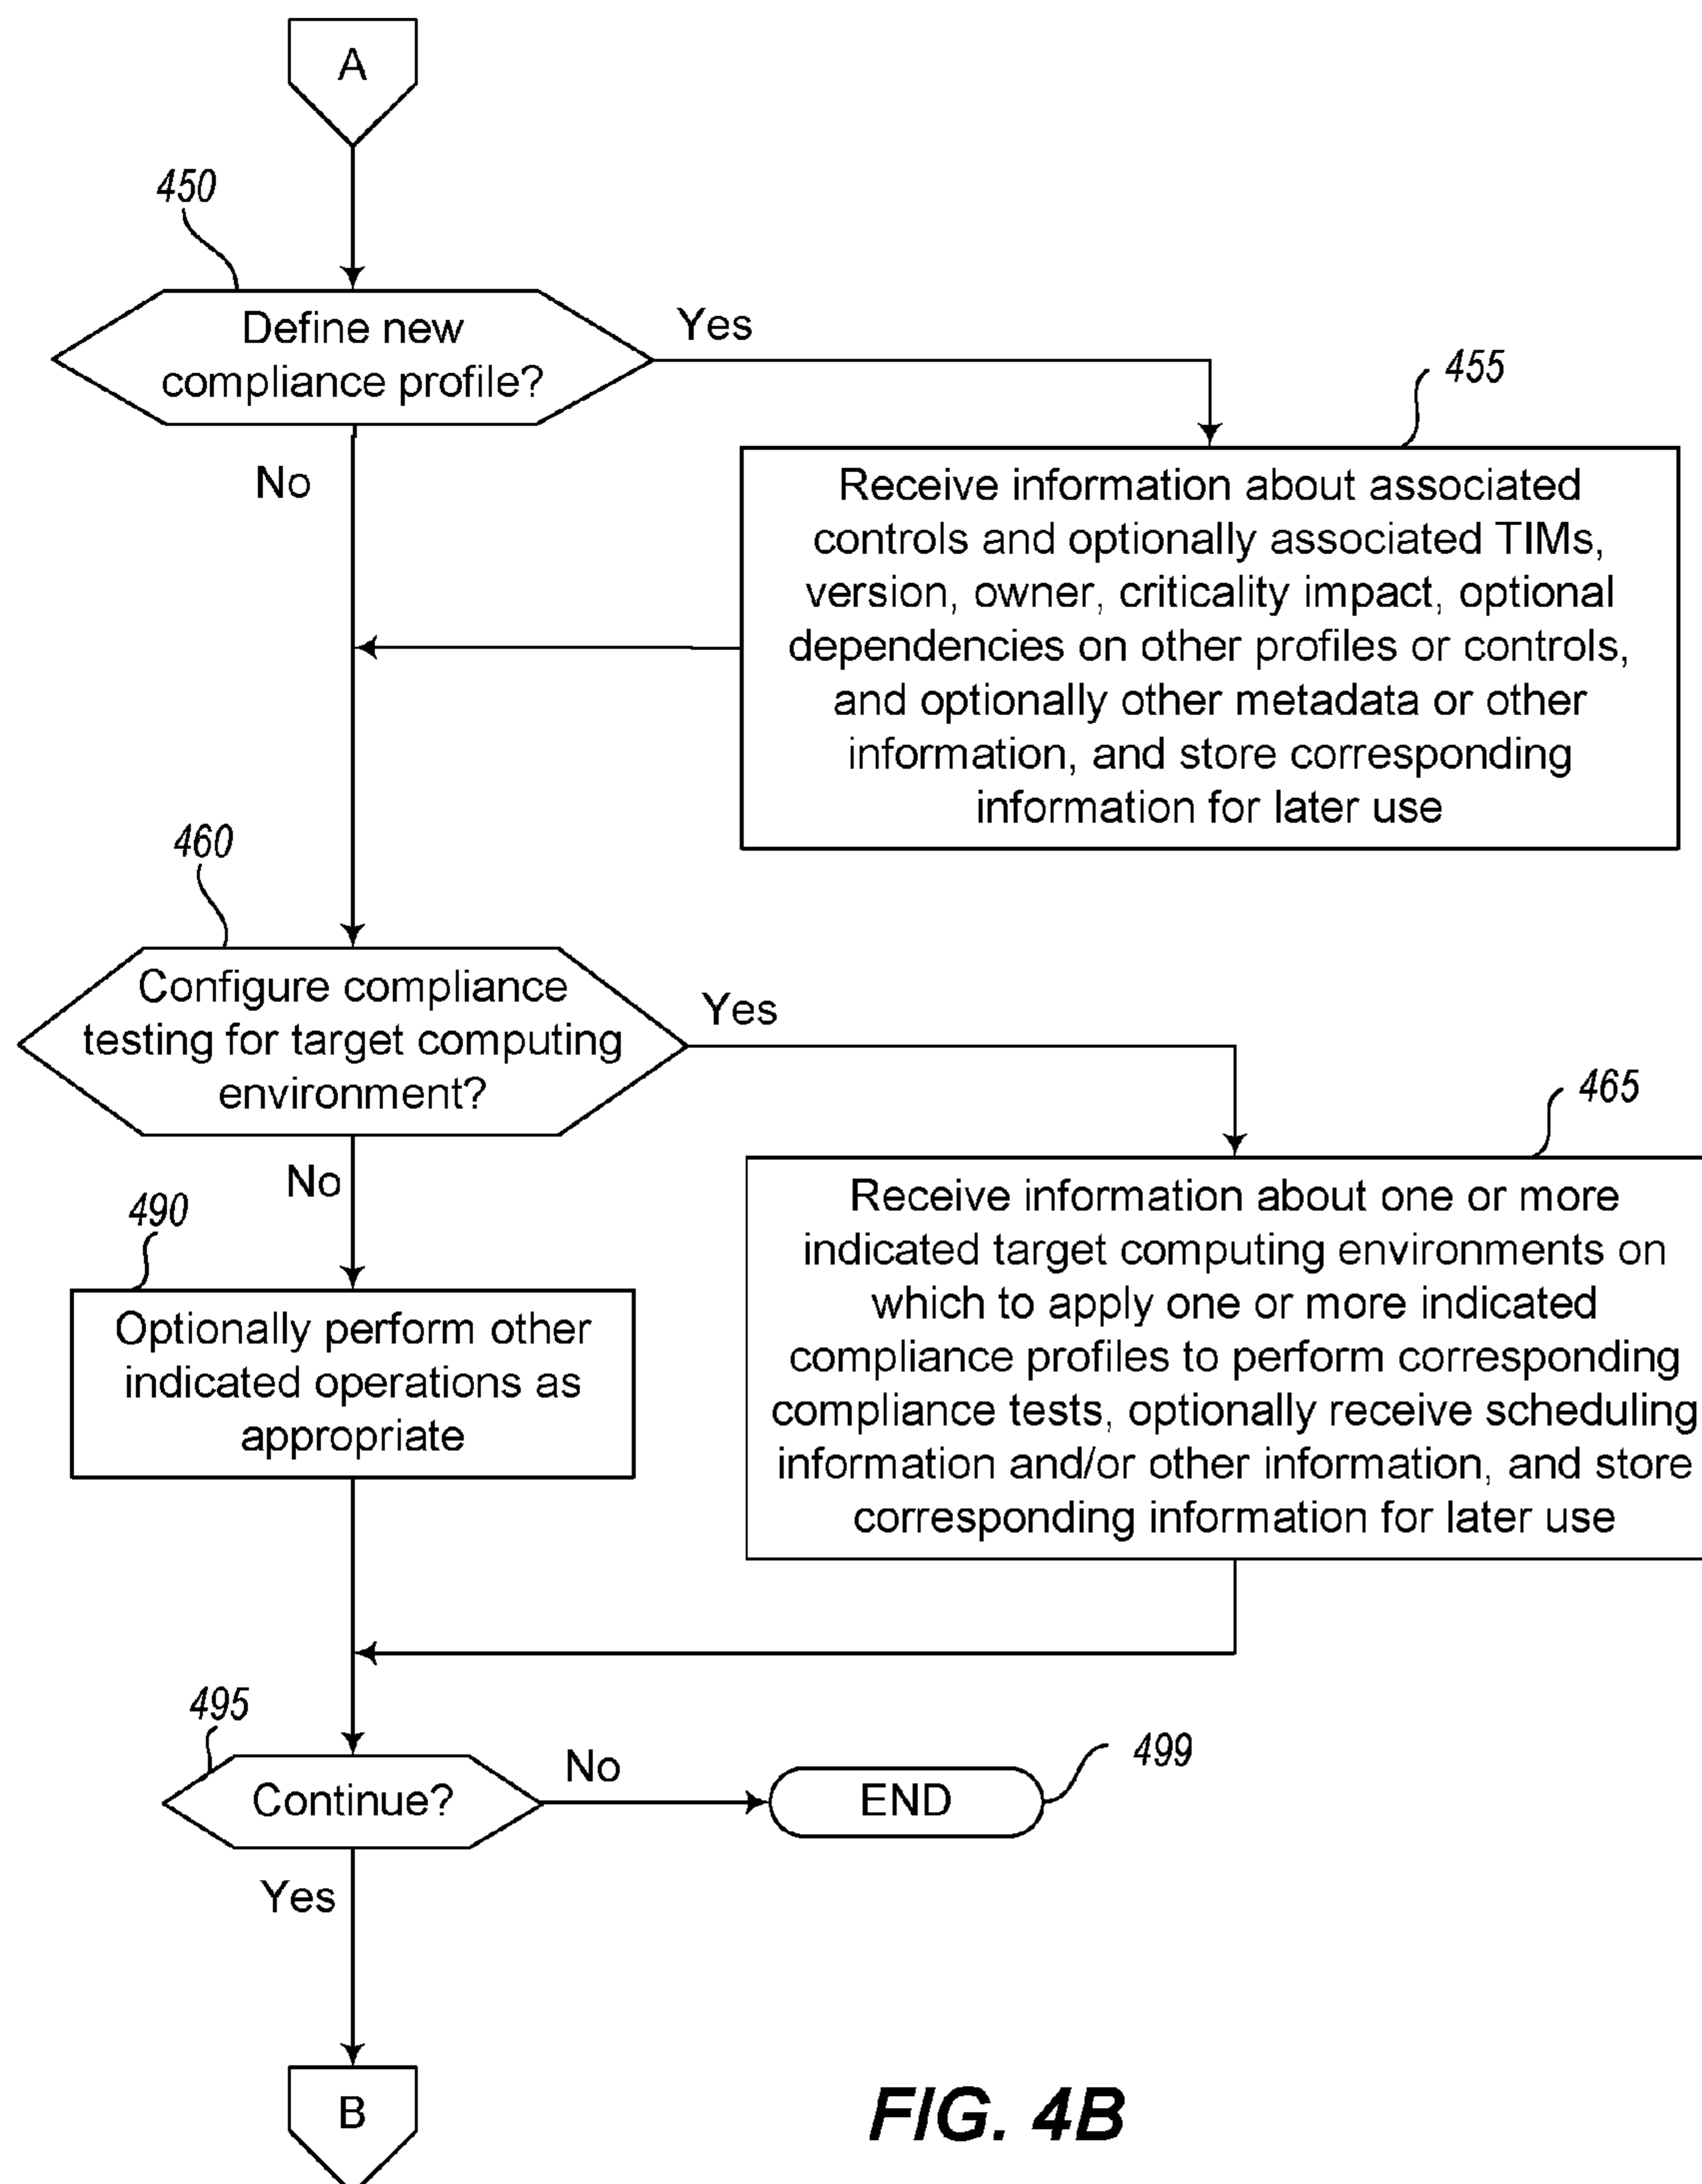 A
450
Define new
compliance profile?
Yes
No
455
Receive information about associated
controls and optionally associated TIMs,
version, owner, criticality impact, optional
dependencies on other profiles or controls,
and optionally other metadata or other
information, and store corresponding
information for later use
460
Configure compliance
testing for target computing
environment?
Yes
No
465
Receive information about one or more
indicated target computing environments on
which to apply one or more indicated
compliance profiles to perform corresponding
compliance tests, optionally receive scheduling
information and/or other information, and store
corresponding information for later use
490
Optionally perform other
indicated operations as
appropriate
495
Continue?
No
END
499
Yes
B
FIG. 4B